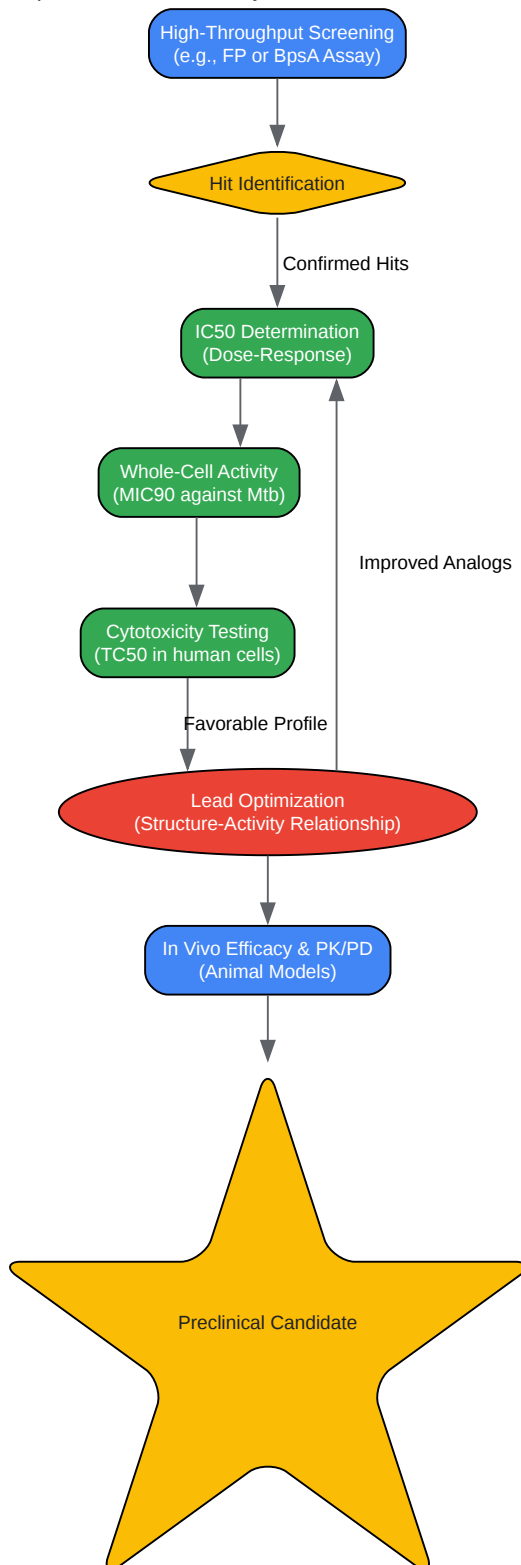 High-Throughput Screening
(e.g., FP or BpsA Assay)
Hit Identification
Confirmed Hits
IC50 Determination
(Dose-Response)
Whole-Cell Activity
(MIC90 against Mtb)
Improved Analogs
Cytotoxicity Testing
(TC50 in human cells)
Favorable Profile
Lead Optimization
(Structure-Activity Relationship)
In Vivo Efficacy & PK/PD
(Animal Models)
Preclinical Candidate